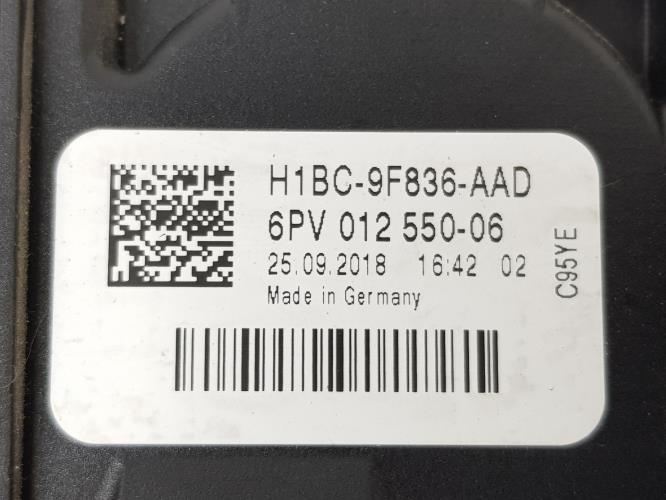 H1BC-9F836-AAD
6PV 012 550-06
25.09.2018 16:42 02
Made in Germany
C95YE